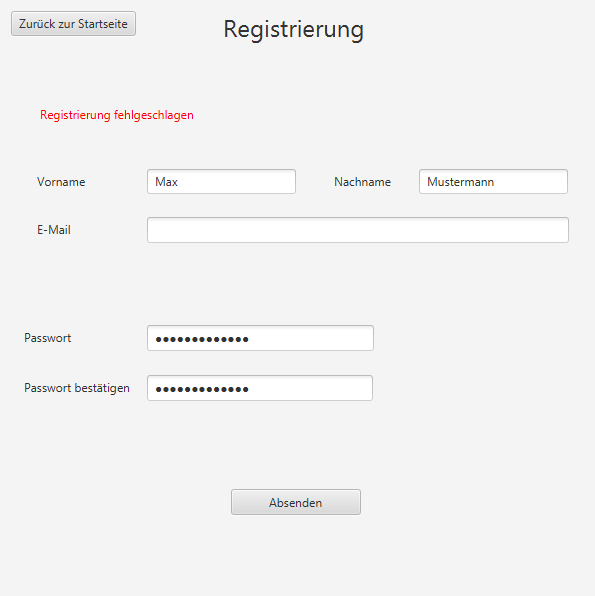 Zurück zur Startseite
Registrierung
Registrierung fehlgeschlagen
Vorname Max Nachname Mustermann
E-Mail
Passwort •••••••••••••
Passwort bestätigen •••••••••••••
Absenden